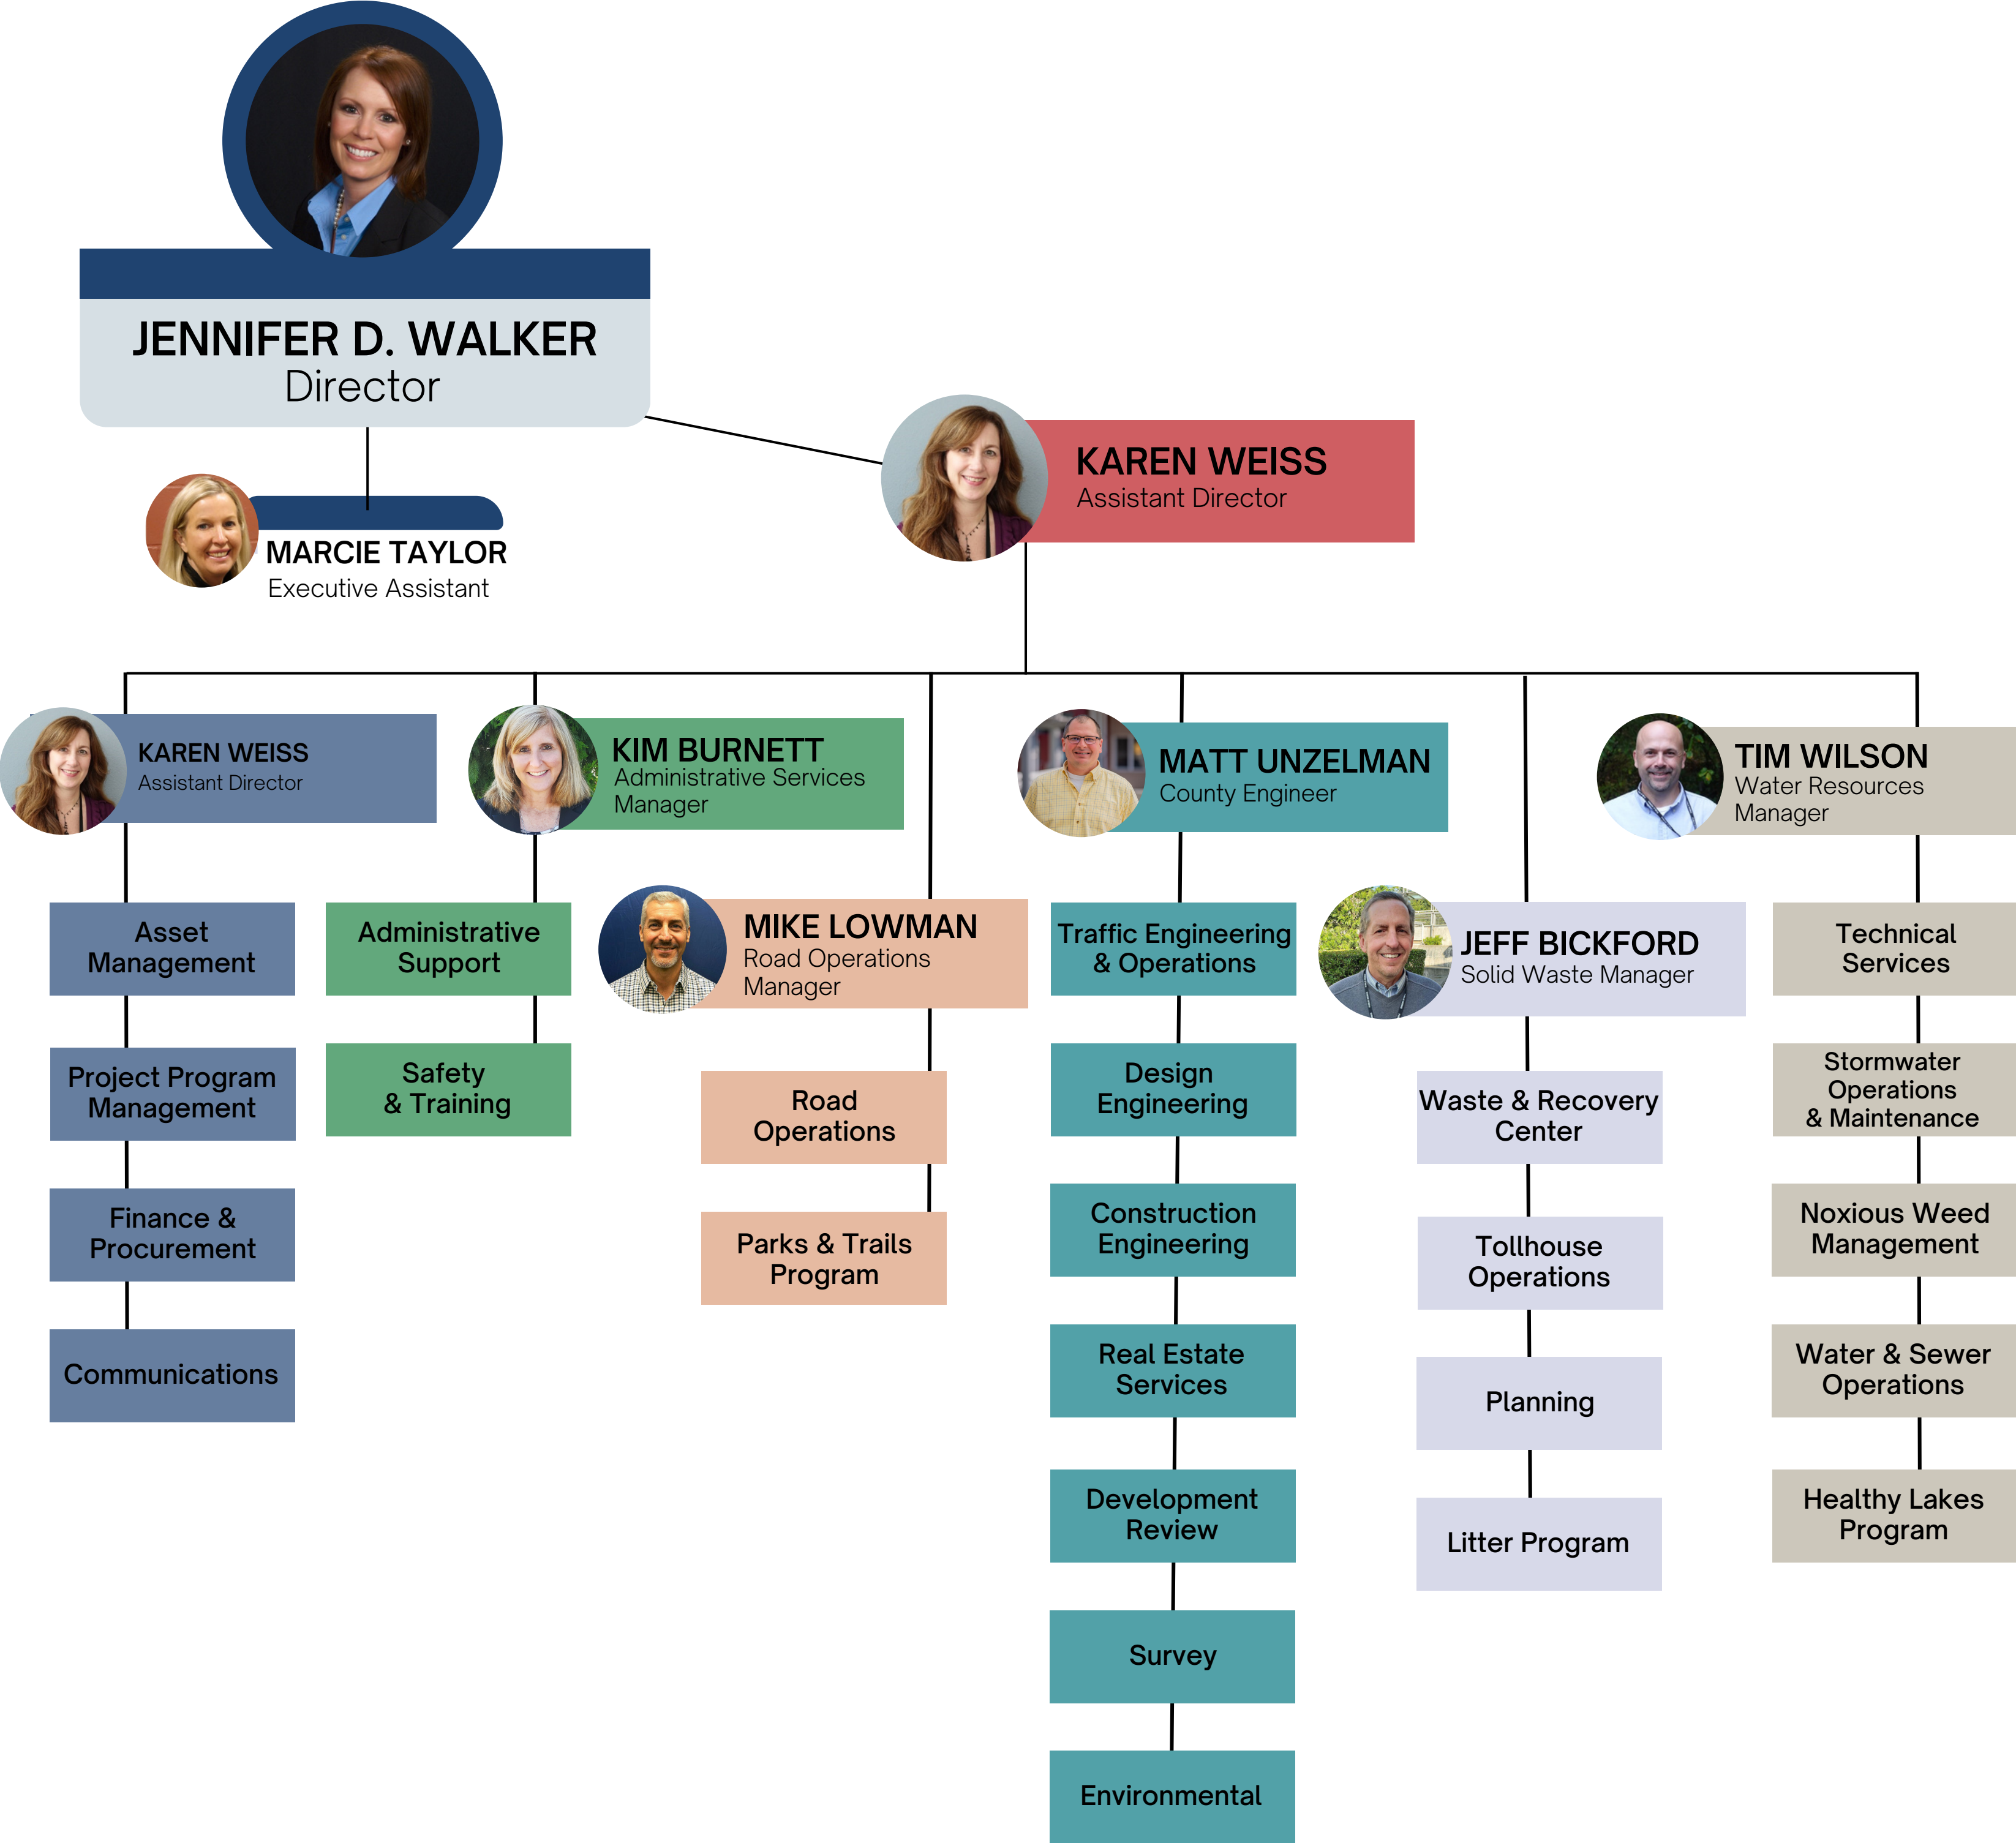 JENNIFER D. WALKER
Director
KAREN WEISS
Assistant Director
MARCIE TAYLOR
Executive Assistant
KAREN WEISS
Assistant Director
Asset
Management
Project Program
Management
Finance &
Procurement
Communications
KIM BURNETT
Administrative Services
Manager
Administrative
Support
Safety
& Training
MIKE LOWMAN
Road Operations
Manager
Road
Operations
Parks & Trails
Program
MATT UNZELMAN
County Engineer
Traffic Engineering
& Operations
Design
Engineering
Construction
Engineering
Real Estate
Services
Development
Review
Survey
Environmental
JEFF BICKFORD
Solid Waste Manager
Waste & Recovery
Center
Tollhouse
Operations
Planning
Litter Program
TIM WILSON
Water Resources
Manager
Technical
Services
Stormwater
Operations
& Maintenance
Noxious Weed
Management
Water & Sewer
Operations
Healthy Lakes
Program